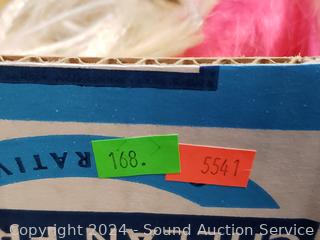 168.
5541
RATIV
Copyright 2024 - Sound Auction Service